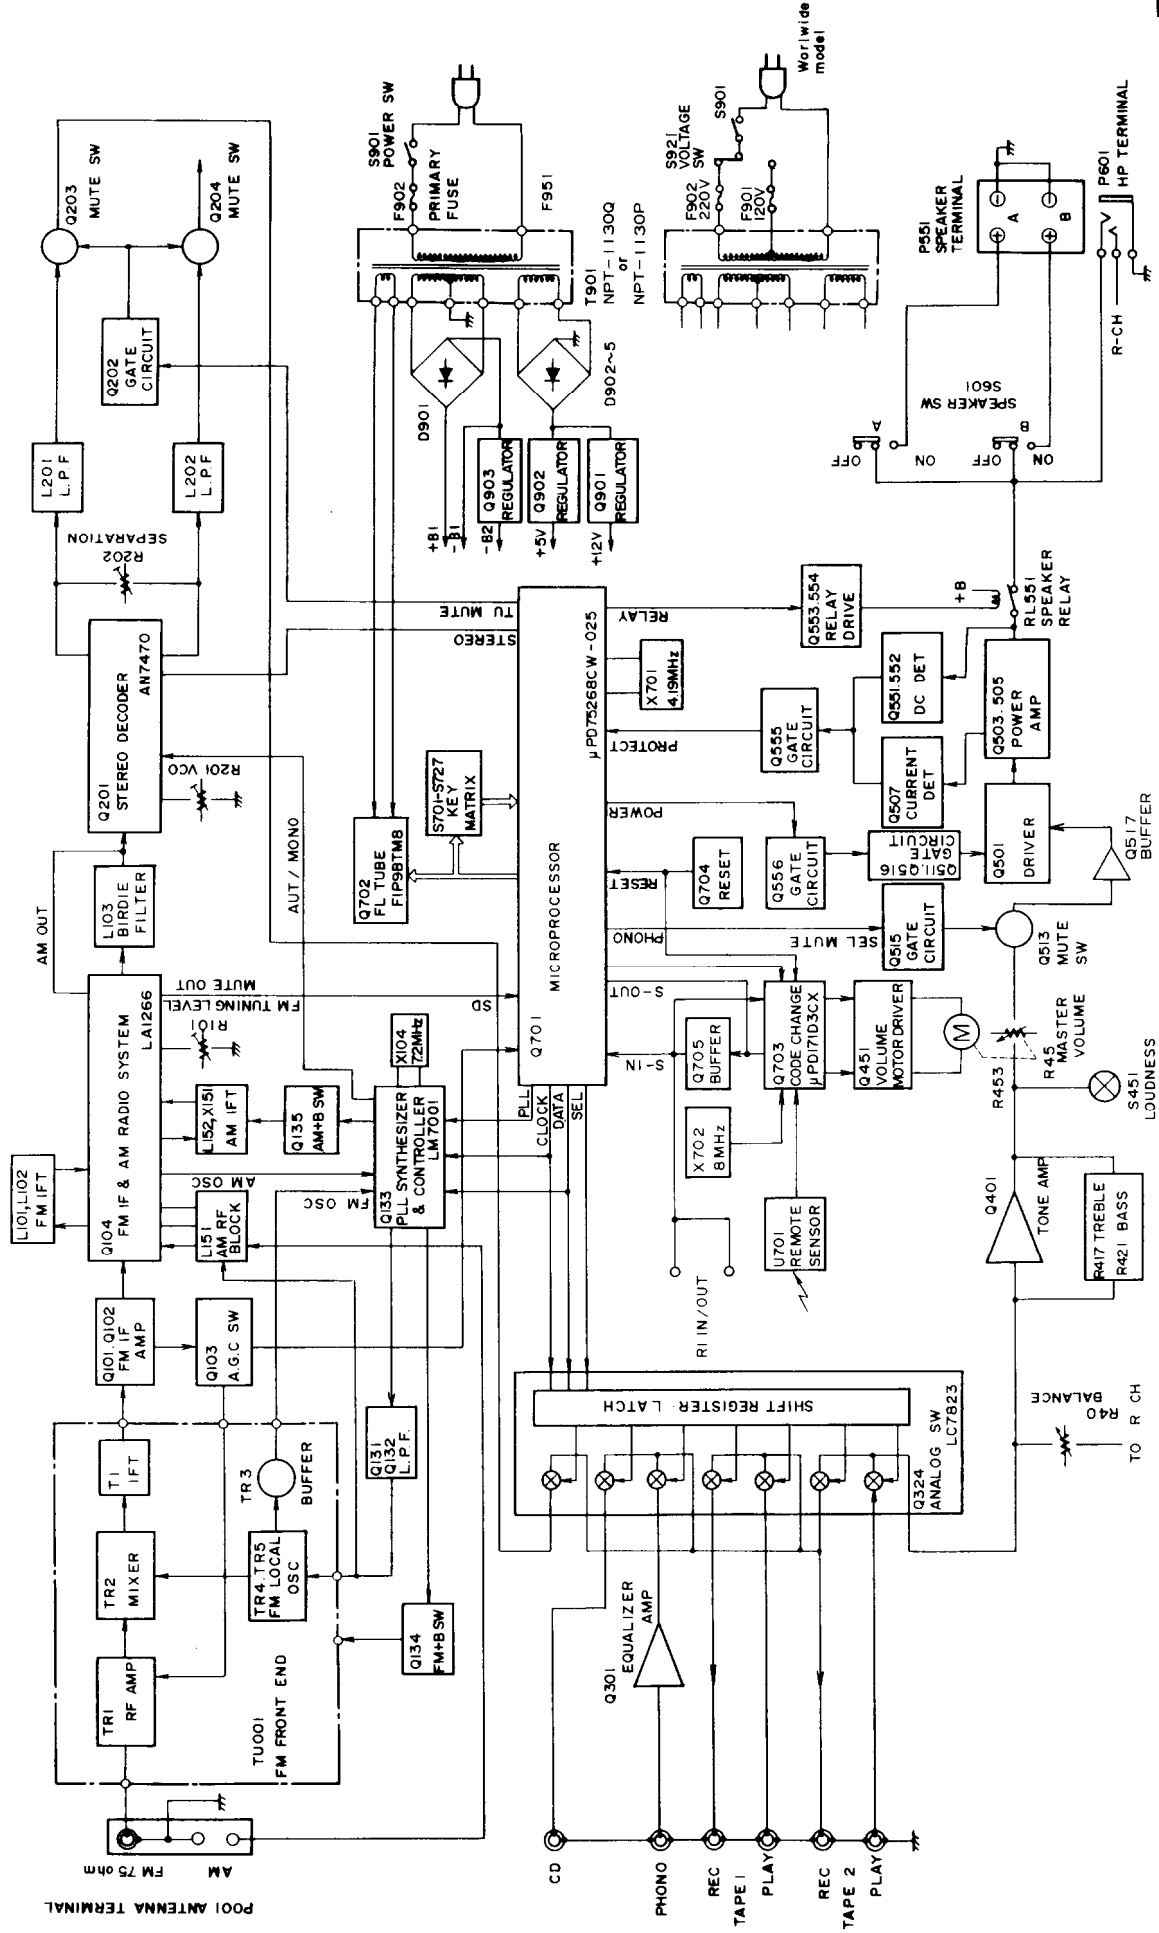 P001 ANTENNA TERMINAL
FM 75 ohm
AM
TU001
FM FRONT END
TR1
RF AMP
TR2
MIXER
T1
IFT
TR4.TR5
FM LOCAL
OSC
TR3
BUFFER
Q101.Q102
FM IF
AMP
Q103
A.G.C SW
L101,L102
FM IFT
Q104
FM IF & AM RADIO SYSTEM
LA1266
L151
AM RF
BLOCK
AM OSC
FM OSC
L152,X151
AM IFT
Q135
AM+B SW
R101
FM TUNING LEVEL
MUTE OUT
SD
AM OUT
L103
BIRDIE
FILTER
AUT / MONO
Q201
STEREO DECODER
AN7470
R201 VCO
R202
SEPARATION
L201
L.P.F
L202
L.P.F
Q202
GATE
CIRCUIT
Q203
MUTE SW
Q204
MUTE SW
Q131
Q132
L.P.F.
Q134
FM+B SW
Q133
PLL SYNTHESIZER
& CONTROLLER
LM7001
X104
7.2MHz
PLL
CLOCK
DATA
SEL
Q702
FL TUBE
FIP9BTM8
S701-S727
KEY
MATRIX
STEREO
TU MUTE
Q701
MICROPROCESSOR
μPD75268CW-025
S901
POWER SW
F902
PRIMARY
FUSE
F951
T901
NPT-1130Q
or
NPT-1130P
D901
D902~5
Q903
REGULATOR
Q902
REGULATOR
Q901
REGULATOR
+B1
-B1
-B2
+5V
+12V
S921
VOLTAGE
SW
S901
F902
220V
F901
120V
Worlwide
model
S-IN
S-OUT
PHONO
RESET
POWER
PROTECT
RELAY
X701
4.19MHz
Q704
RESET
Q705
BUFFER
X702
8MHz
Q703
CODE CHANGE
μPD17103CX
U701
REMOTE
SENSOR
RI IN/OUT
Q451
VOLUME
MOTOR DRIVER
M
SEL MUTE
Q515
GATE
CIRCUIT
Q556
GATE
CIRCUIT
Q511.Q516
GATE
CIRCUIT
Q555
GATE
CIRCUIT
Q553.554
RELAY
DRIVE
Q507
CURRENT
DET
Q551.552
DC DET
Q501
DRIVER
Q503.505
POWER
AMP
+B
RL551
SPEAKER
RELAY
Q517
BUFFER
Q513
MUTE
SW
R453
R45
MASTER
VOLUME
S451
LOUDNESS
Q401
TONE AMP
R417 TREBLE
R421 BASS
R40
BALANCE
TO R CH
SHIFT REGISTER·LATCH
Q324
ANALOG SW
LC7823
Q301
EQUALIZER
AMP
CD
PHONO
REC
TAPE 1
PLAY
REC
TAPE 2
PLAY
OFF
A
ON
OFF
B
ON
SPEAKER SW
S601
P551
SPEAKER
TERMINAL
A
B
P601
HP TERMINAL
R-CH